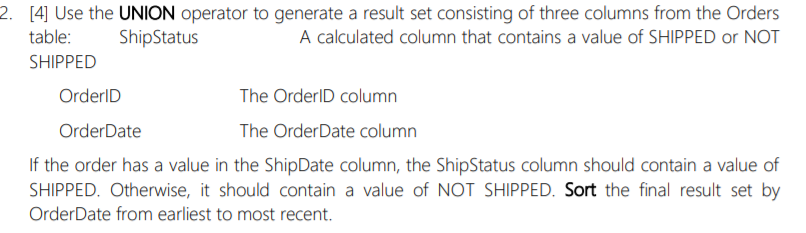 2. [4] Use the UNION operator to generate a result set consisting of three columns from the Orders
table: ShipStatus A calculated column that contains a value of SHIPPED or NOT
SHIPPED
OrderID The OrderID column
OrderDate The OrderDate column
If the order has a value in the ShipDate column, the ShipStatus column should contain a value of
SHIPPED. Otherwise, it should contain a value of NOT SHIPPED. Sort the final result set by
OrderDate from earliest to most recent.